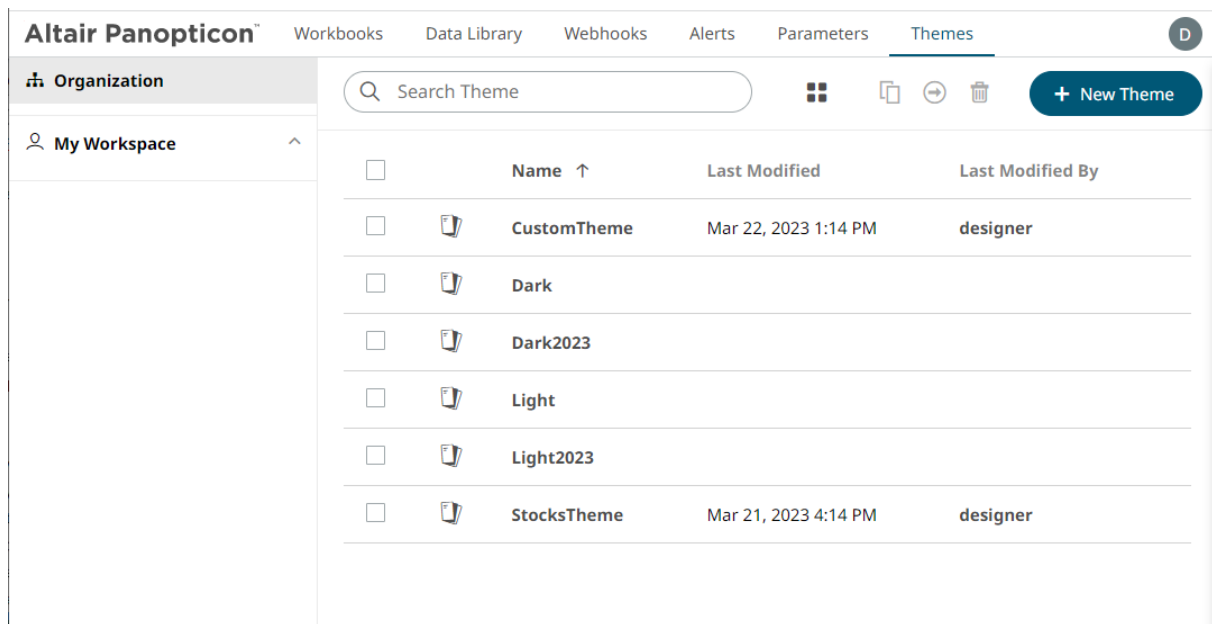 Altair Panopticon™ Workbooks Data Library Webhooks Alerts Parameters Themes D
Organization
Search Theme
+ New Theme
My Workspace
Name ↑ Last Modified Last Modified By
CustomTheme Mar 22, 2023 1:14 PM designer
Dark
Dark2023
Light
Light2023
StocksTheme Mar 21, 2023 4:14 PM designer